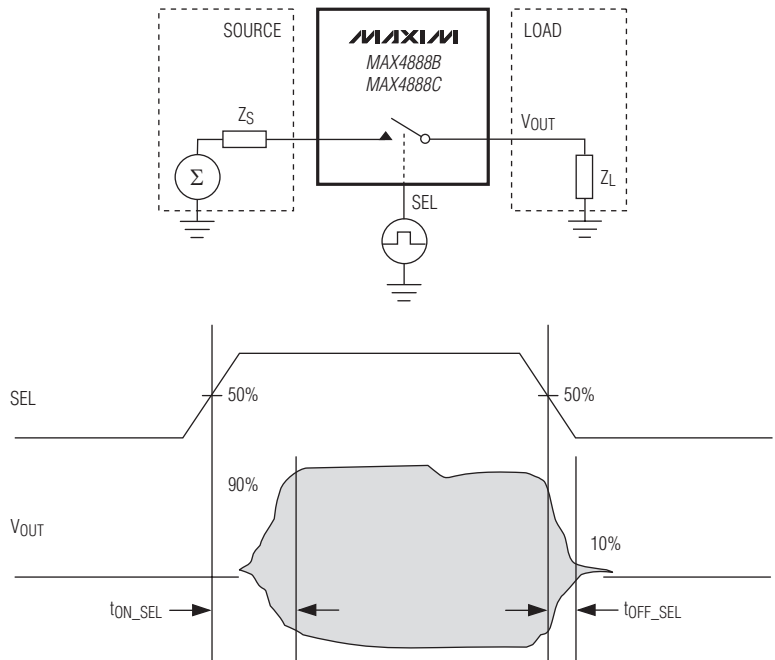 SOURCE
MAXIM
MAX4888B
MAX4888C
LOAD
ZS
VOUT
Σ
ZL
SEL
SEL
50%
50%
90%
VOUT
10%
tON_SEL
tOFF_SEL